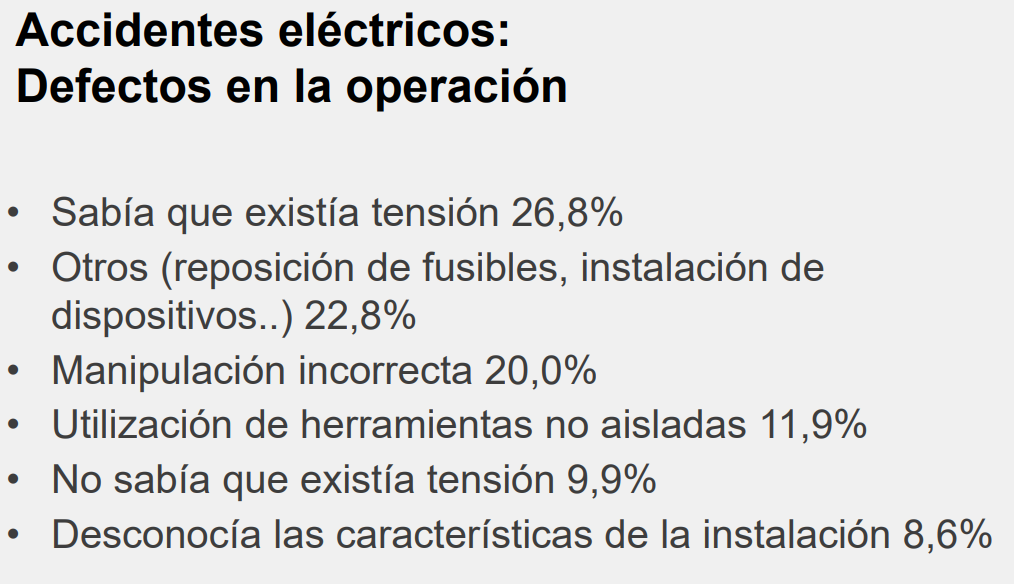 Accidentes eléctricos:
Defectos en la operación
• Sabía que existía tensión 26,8%
• Otros (reposición de fusibles, instalación de
dispositivos..) 22,8%
• Manipulación incorrecta 20,0%
• Utilización de herramientas no aisladas 11,9%
• No sabía que existía tensión 9,9%
• Desconocía las características de la instalación 8,6%